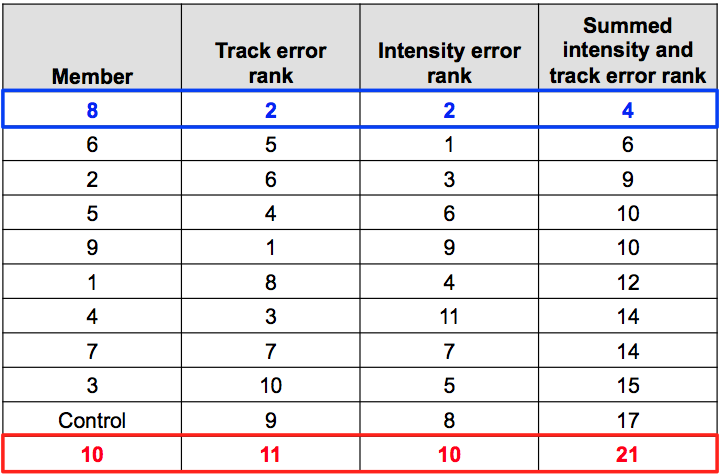 Member Track error rank Intensity error rank Summed intensity and track error rank
8 2 2 4
6 5 1 6
2 6 3 9
5 4 6 10
9 1 9 10
1 8 4 12
4 3 11 14
7 7 7 14
3 10 5 15
Control 9 8 17
10 11 10 21